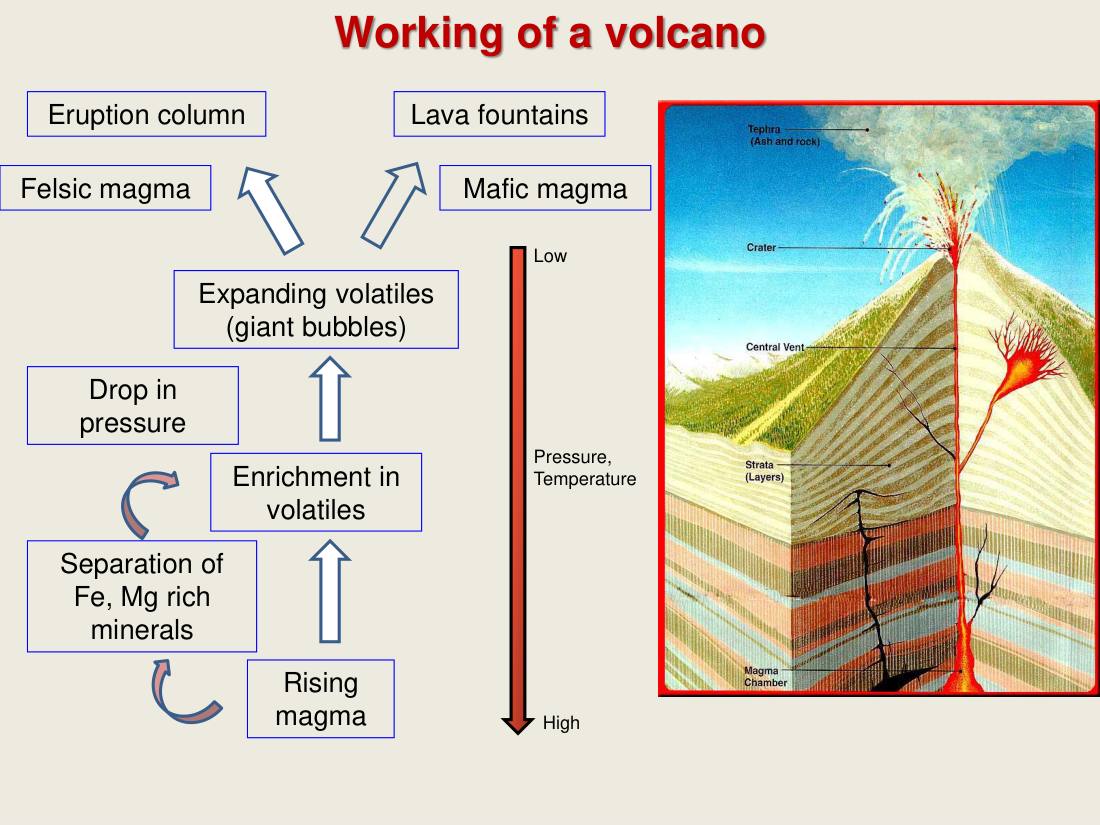 Working of a volcano
Eruption column
Lava fountains
Felsic magma
Mafic magma
Expanding volatiles
(giant bubbles)
Drop in
pressure
Enrichment in
volatiles
Separation of
Fe, Mg rich
minerals
Rising
magma
Low
Pressure,
Temperature
High
Tephra
(Ash and rock)
Crater
Central Vent
Strata
(Layers)
Magma
Chamber